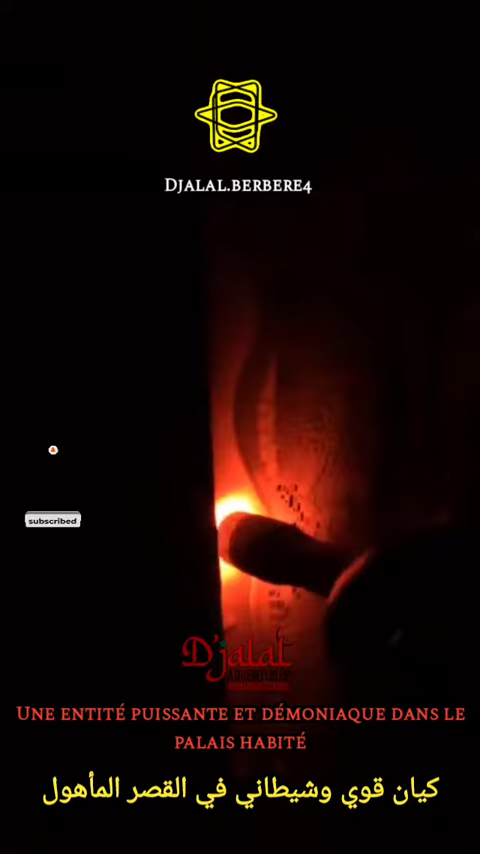 Djalal.berbere4
subscribed
D'jalal
Une entité puissante et démoniaque dans le
palais habité
كيان قوي وشيطاني في القصر المأهول